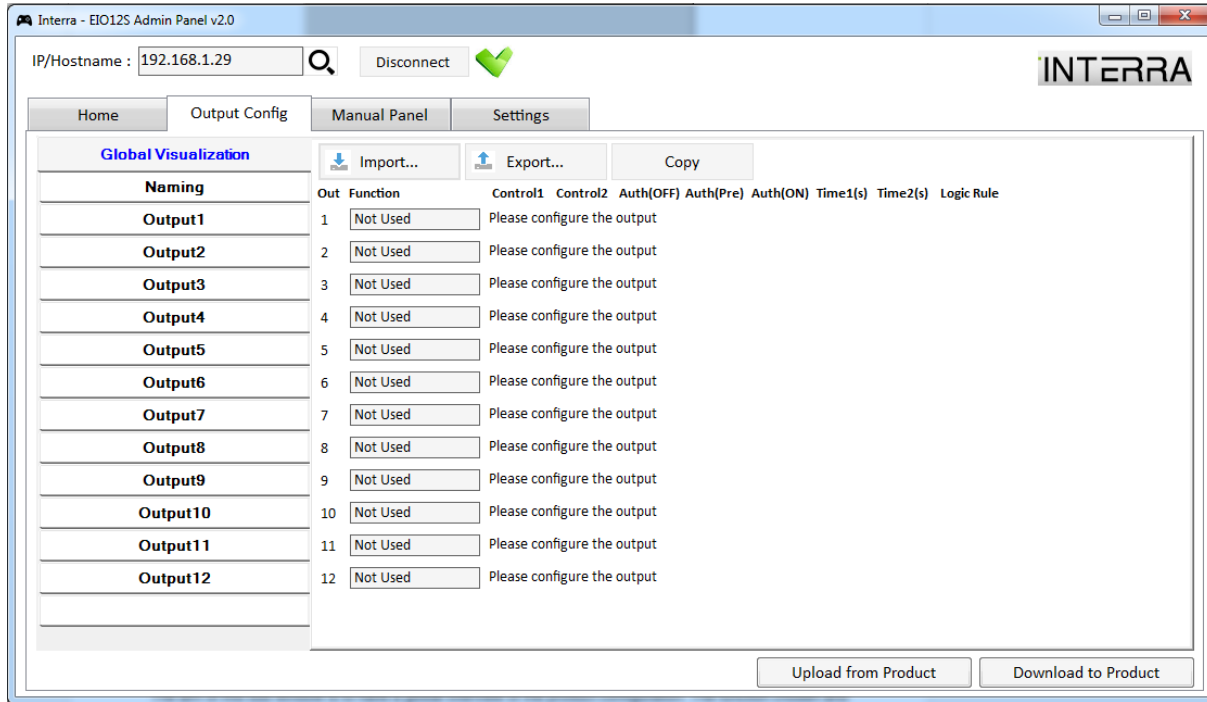 Interra - EIO12S Admin Panel v2.0
IP/Hostname : 192.168.1.29 Disconnect
INTERRA
Home Output Config Manual Panel Settings
Global Visualization Import... Export... Copy
Naming Out Function Control1 Control2 Auth(OFF) Auth(Pre) Auth(ON) Time1(s) Time2(s) Logic Rule
Output1 1 Not Used Please configure the output
Output2 2 Not Used Please configure the output
Output3 3 Not Used Please configure the output
Output4 4 Not Used Please configure the output
Output5 5 Not Used Please configure the output
Output6 6 Not Used Please configure the output
Output7 7 Not Used Please configure the output
Output8 8 Not Used Please configure the output
Output9 9 Not Used Please configure the output
Output10 10 Not Used Please configure the output
Output11 11 Not Used Please configure the output
Output12 12 Not Used Please configure the output
Upload from Product Download to Product